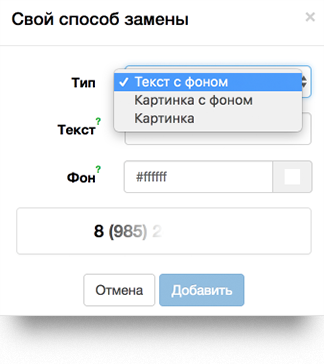 Свой способ замены
×
Тип
✓ Текст с фоном
Картинка с фоном
Картинка
Текст?
Фон? #ffffff
8 (985) 2
Отмена Добавить